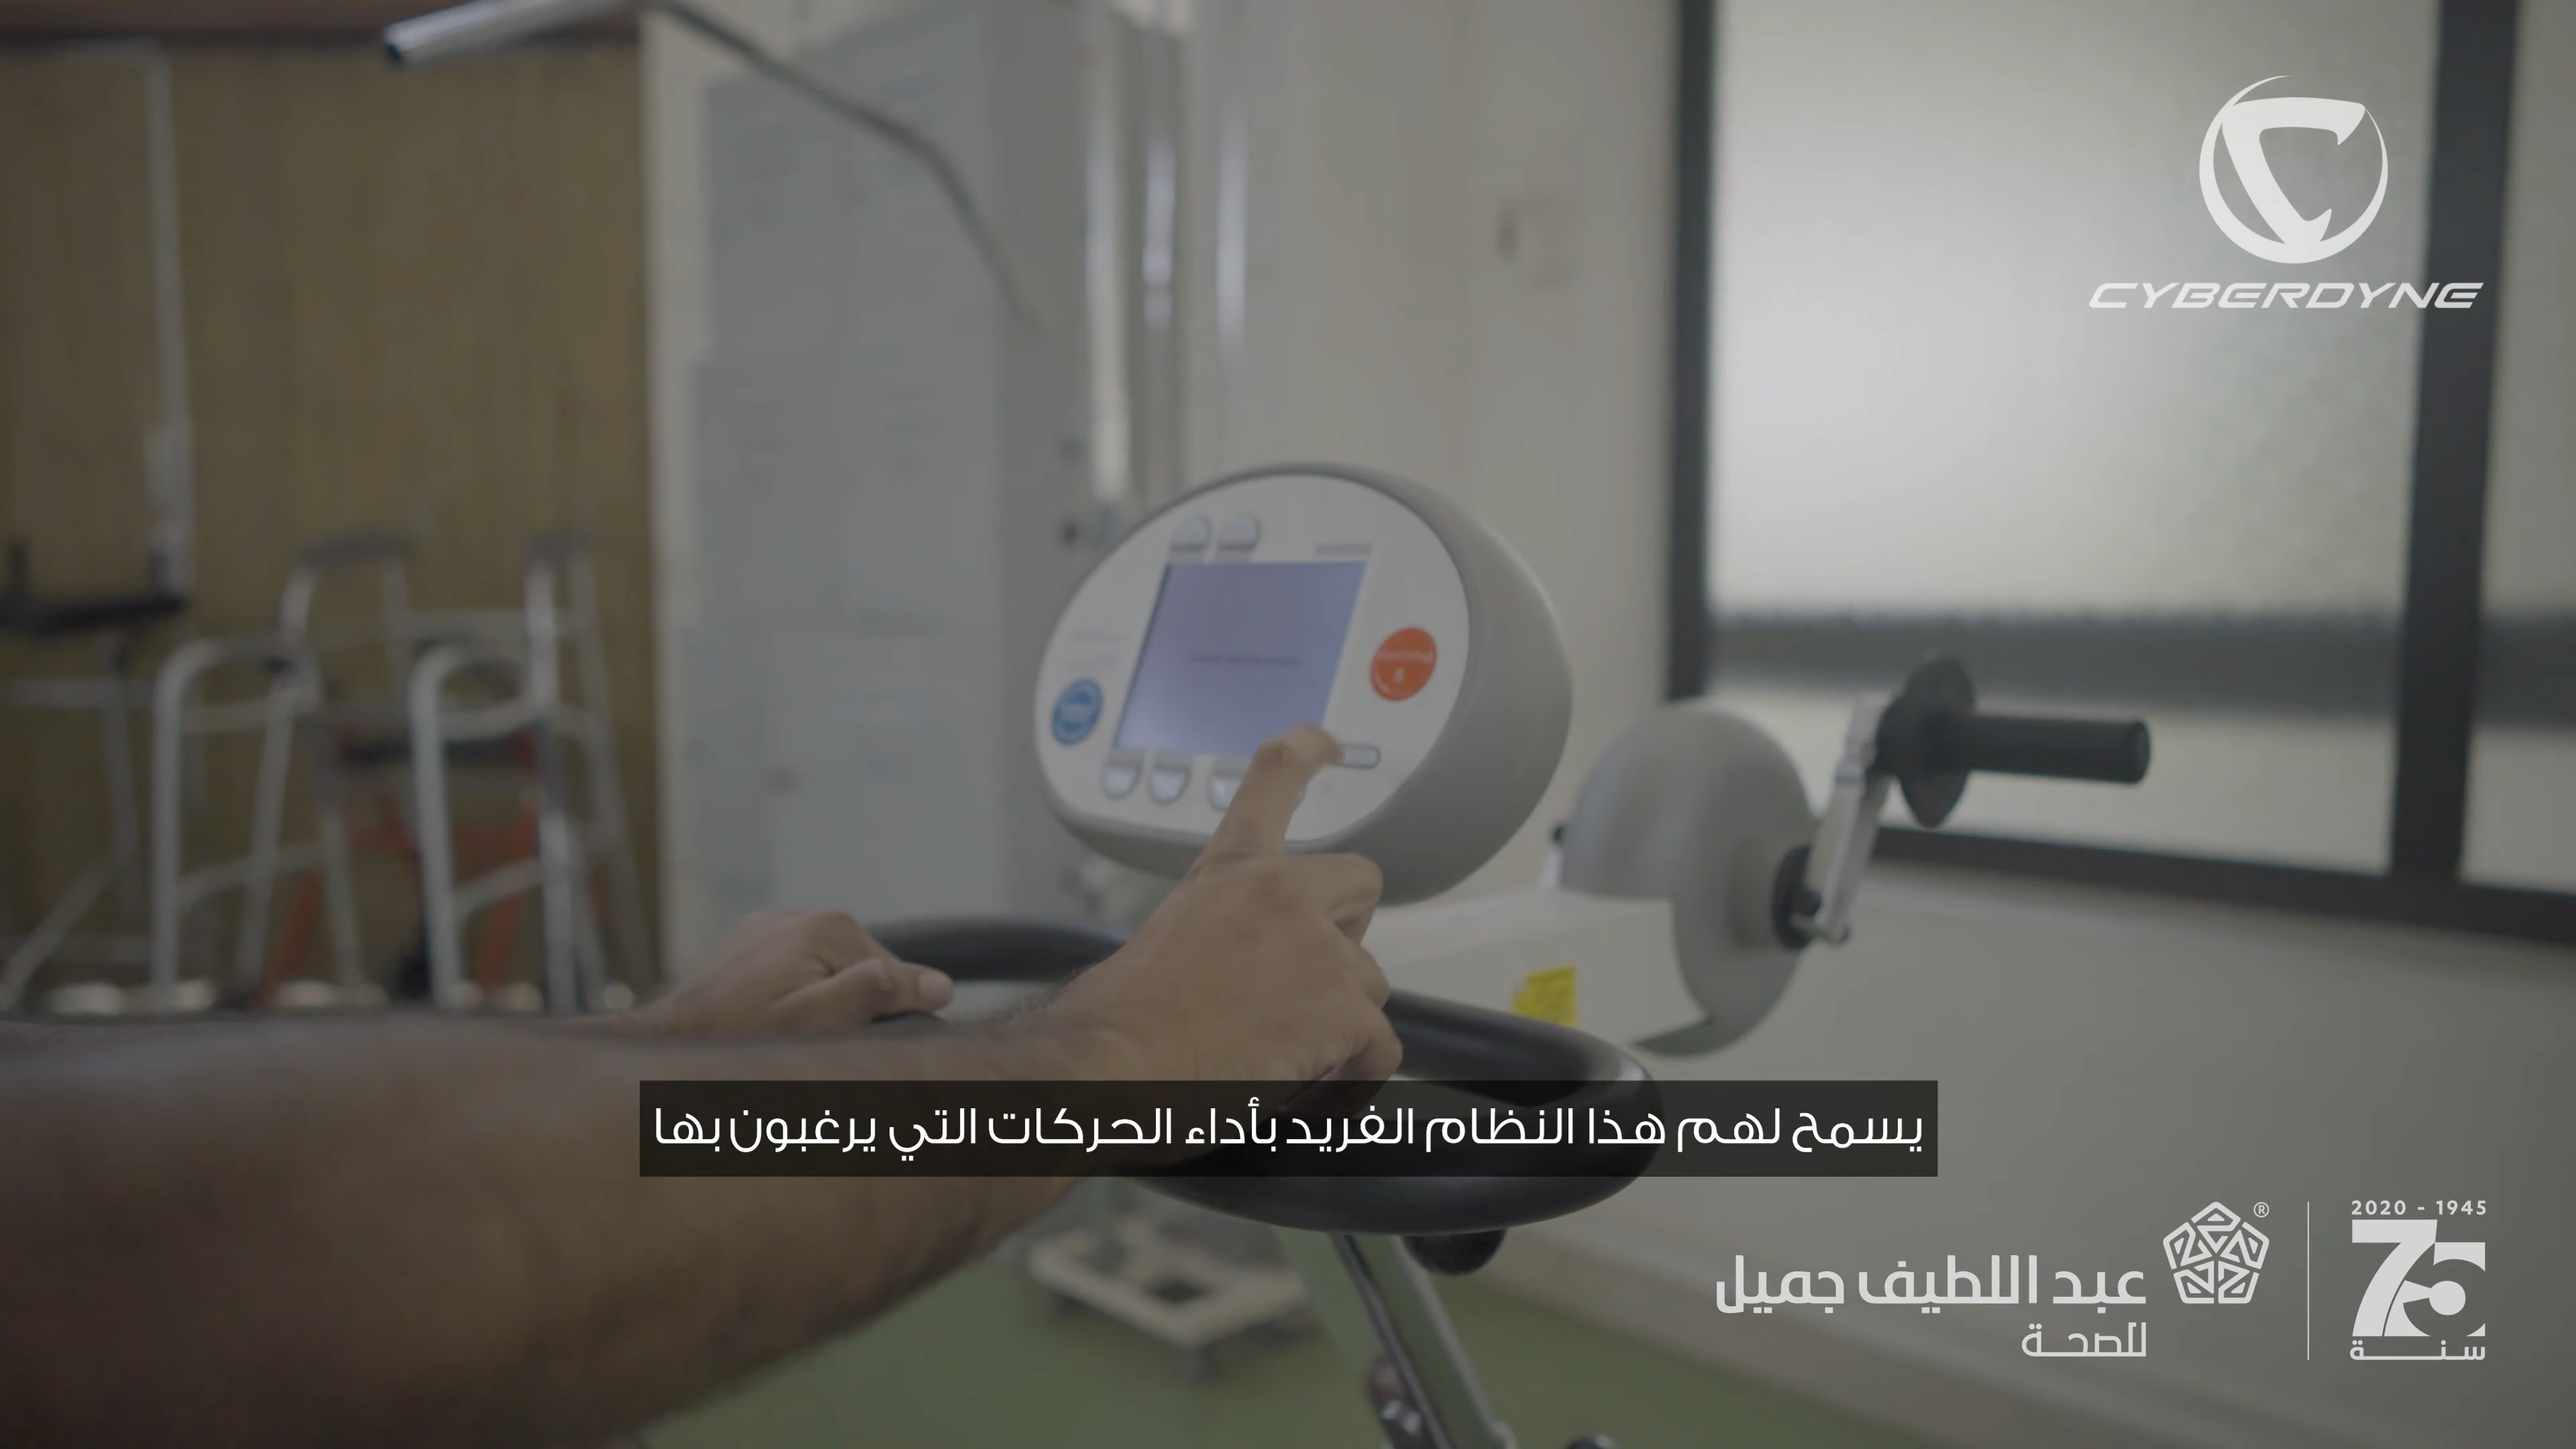 CYBERDYNE
يسمح لهم هذا النظام الفريد بأداء الحركات التي يرغبون بها
2020 - 1945
75
سنة
®
عبد اللطيف جميل
للصحة